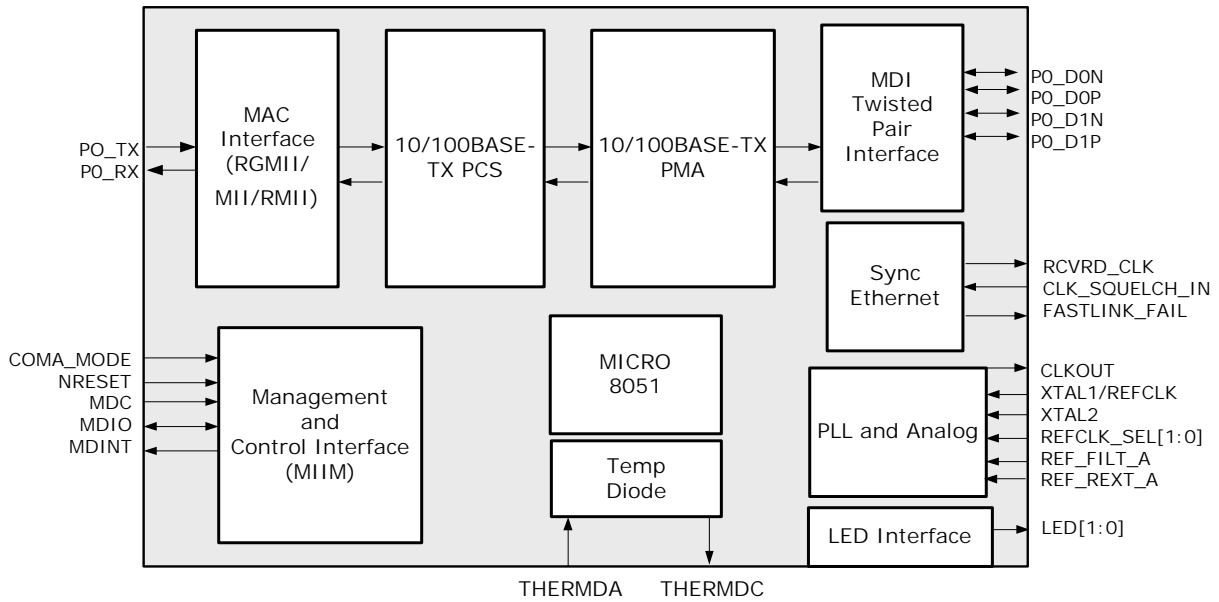 MAC
Interface
(RGMII/
MII/RMII)
10/100BASE-
TX PCS
10/100BASE-TX
PMA
MDI
Twisted
Pair
Interface
PO_TX
P0_RX
P0_D0N
P0_D0P
P0_D1N
P0_D1P
Sync
Ethernet
RCVRD_CLK
CLK_SQUELCH_IN
FASTLINK_FAIL
COMA_MODE
NRESET
MDC
MDIO
MDINT
Management
and
Control Interface
(MIIM)
MICRO
8051
Temp
Diode
PLL and Analog
CLKOUT
XTAL1/REFCLK
XTAL2
REFCLK_SEL[1:0]
REF_FILT_A
REF_REXT_A
LED Interface
LED[1:0]
THERMDA
THERMDC